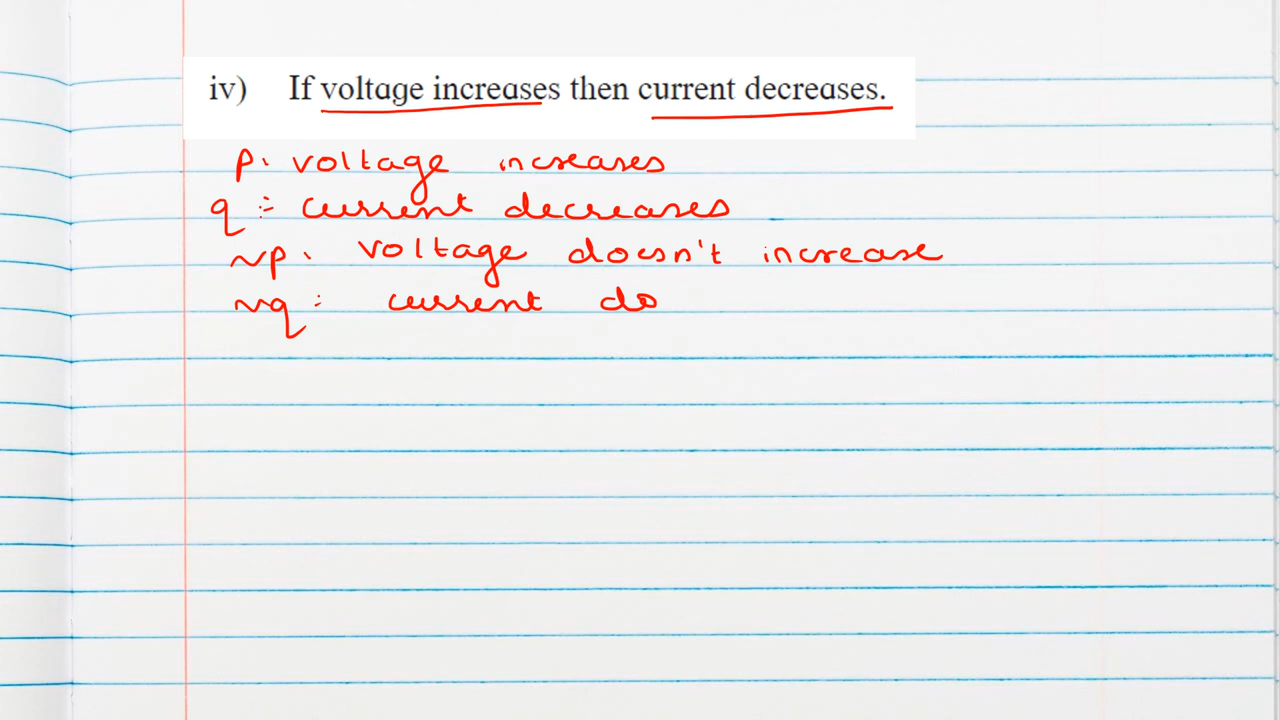 iv) If voltage increases then current decreases.
p: voltage increases
q := current decreases
~p: voltage doesn't increase
~q : current do